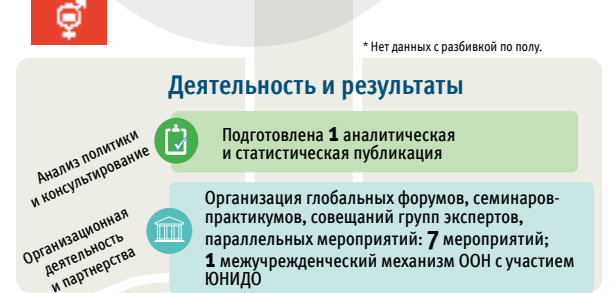 * Нет данных с разбивкой по полу.
Деятельность и результаты
Анализ политики
и консультирование
Подготовлена 1 аналитическая
и статистическая публикация
Организационная
деятельность
и партнерства
Организация глобальных форумов, семинаров-
практикумов, совещаний групп экспертов,
параллельных мероприятий: 7 мероприятий;
1 межучрежденческий механизм ООН с участием
ЮНИДО